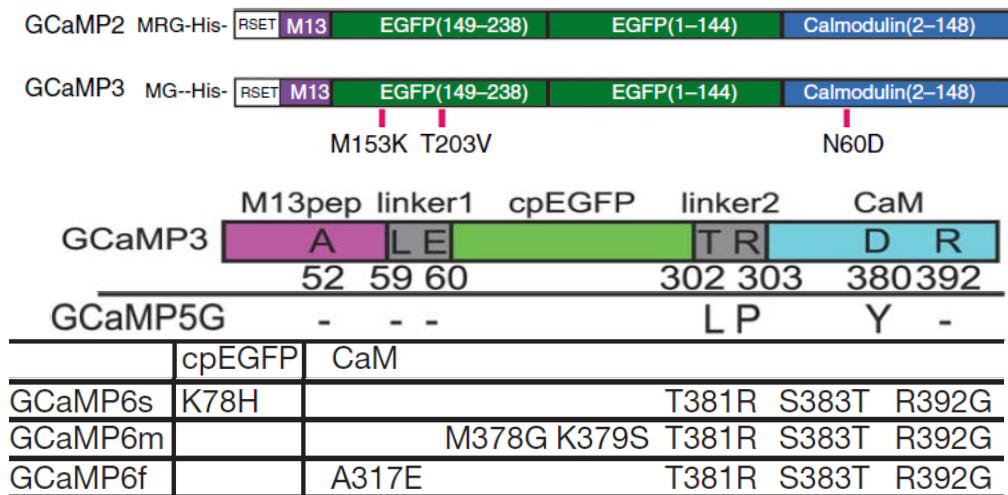 GCaMP2 MRG-His- RSET M13 EGFP(149–238) EGFP(1–144) Calmodulin(2–148)
GCaMP3 MG--His- RSET M13 EGFP(149–238) EGFP(1–144) Calmodulin(2–148)
M153K T203V N60D
M13pep linker1 cpEGFP linker2 CaM
GCaMP3 A L E T R D R
52 59 60 302 303 380 392
GCaMP5G - - - L P Y -
cpEGFP CaM
GCaMP6s K78H T381R S383T R392G
GCaMP6m M378G K379S T381R S383T R392G
GCaMP6f A317E T381R S383T R392G